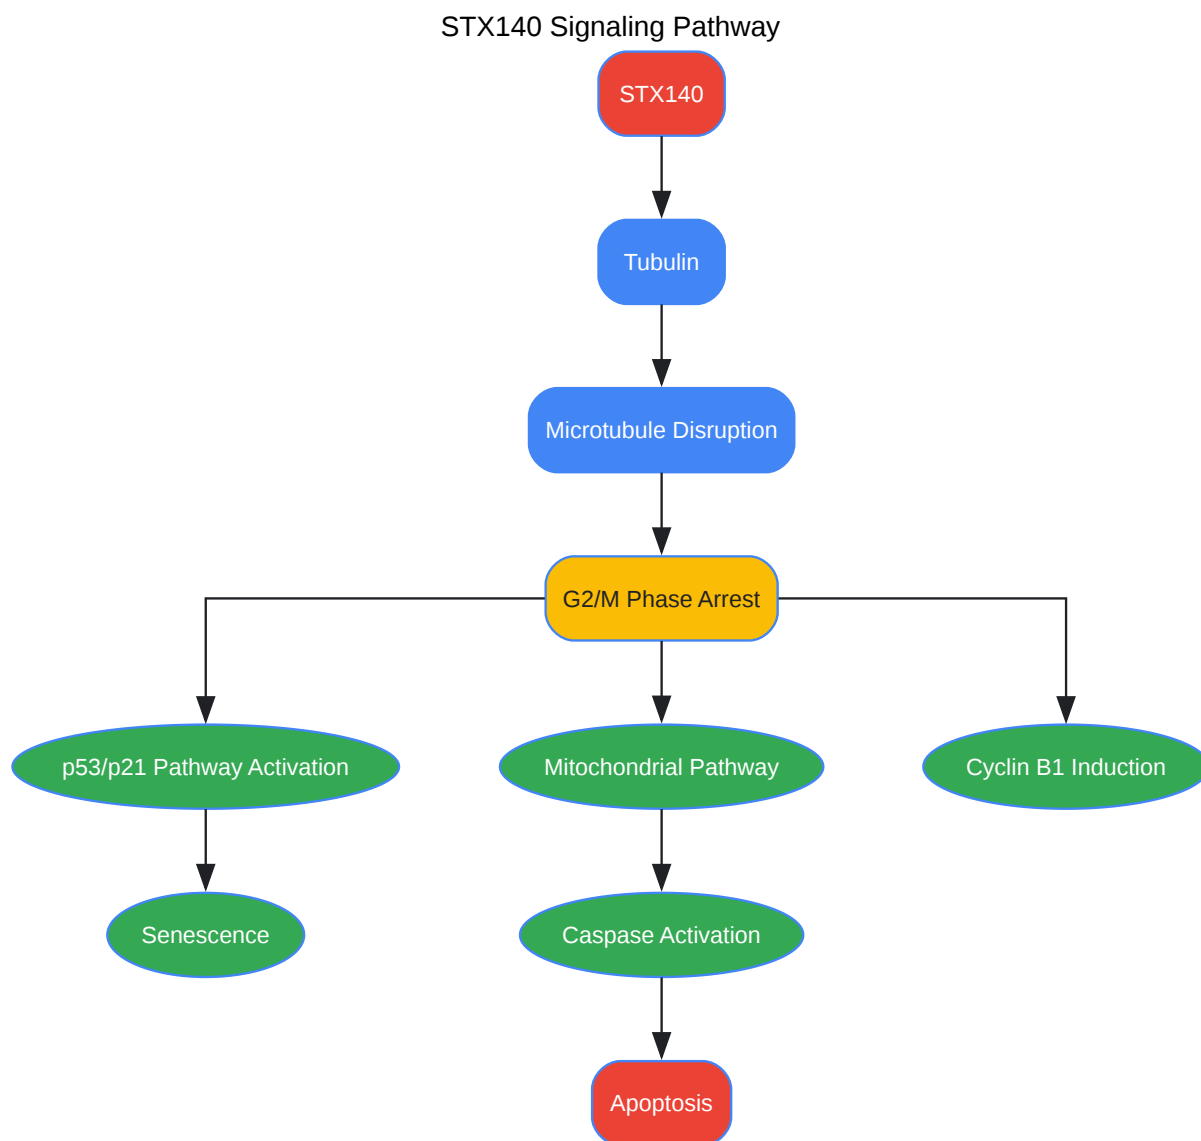 STX140 Signaling Pathway
STX140
Tubulin
Microtubule Disruption
G2/M Phase Arrest
p53/p21 Pathway Activation
Mitochondrial Pathway
Cyclin B1 Induction
Senescence
Caspase Activation
Apoptosis